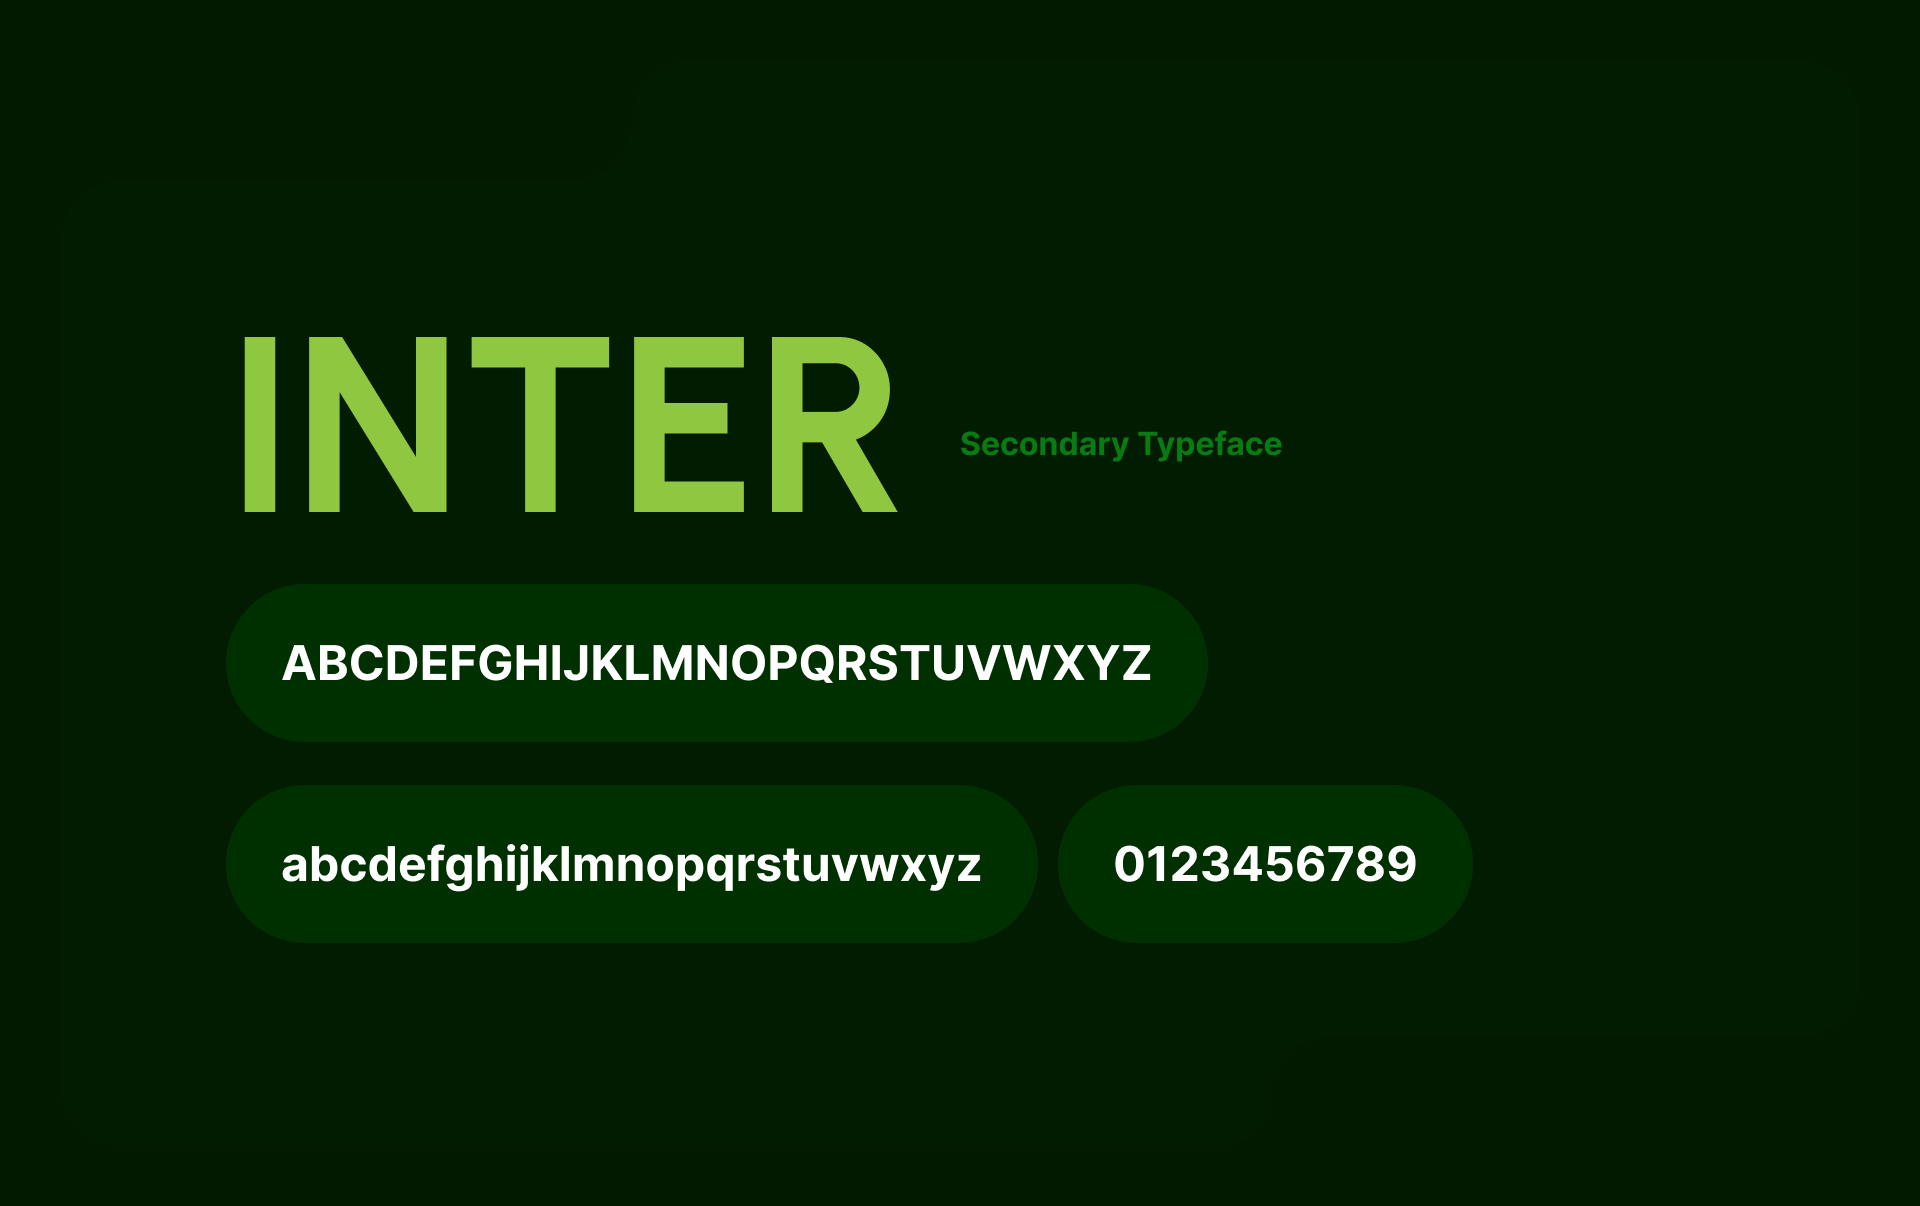 INTER
Secondary Typeface
ABCDEFGHIJKLMNOPQRSTUVWXYZ
abcdefghijklmnopqrstuvwxyz
0123456789